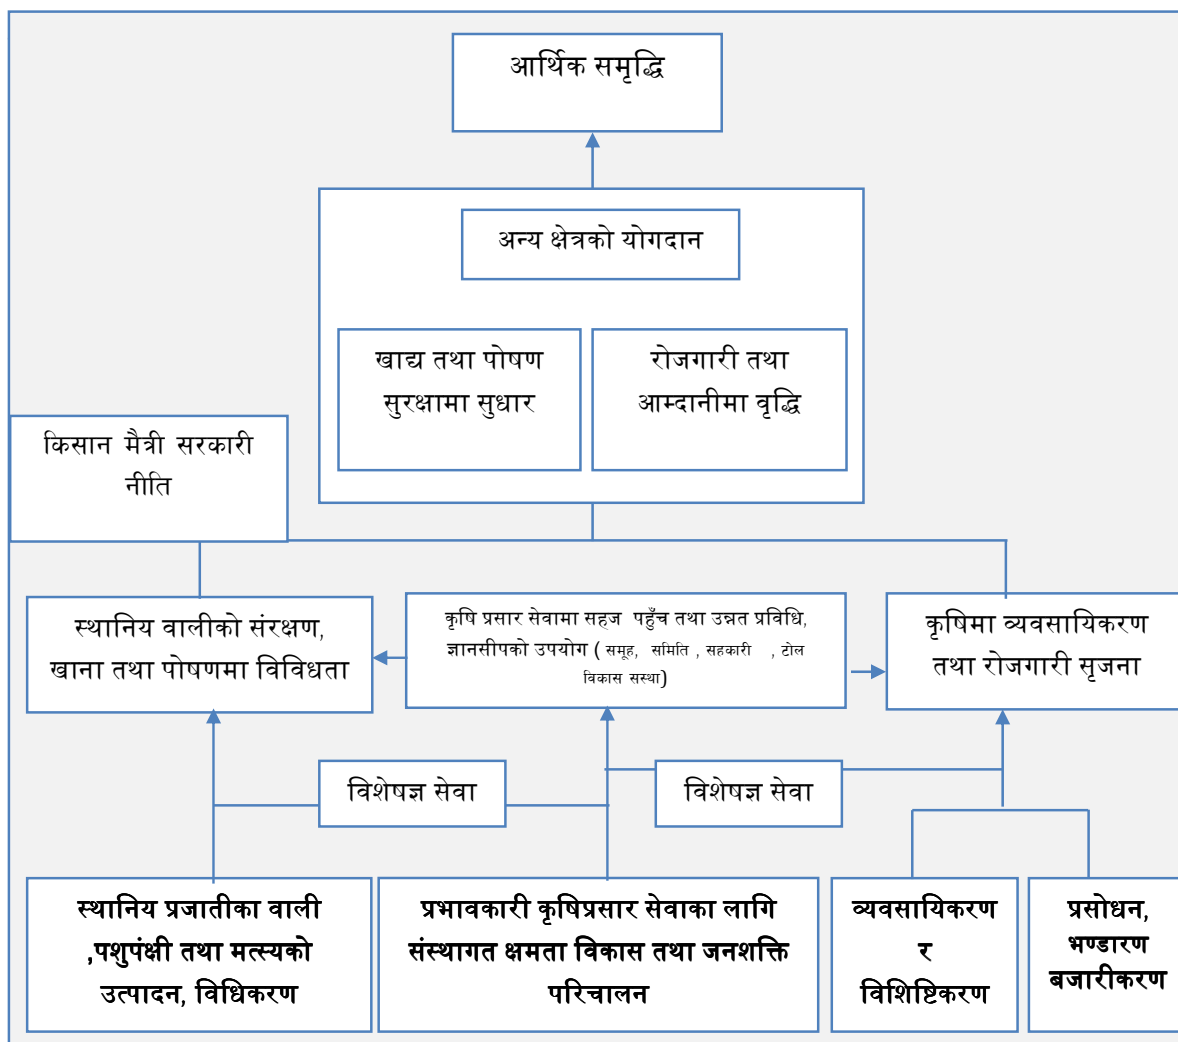 आर्थिक समृद्धि
अन्य क्षेत्रको योगदान
खाद्य तथा पोषण
सुरक्षामा सुधार
रोजगारी तथा
आम्दानीमा वृद्धि
किसान मैत्री सरकारी
नीति
स्थानिय वालीको संरक्षण,
खाना तथा पोषणमा विविधता
कृषि प्रसार सेवामा सहज पहुँच तथा उन्नत प्रविधि,
ज्ञानसीपको उपयोग ( समूह, समिति , सहकारी , टोल
विकास सस्था)
कृषिमा व्यवसायिकरण
तथा रोजगारी सृजना
विशेषज्ञ सेवा
विशेषज्ञ सेवा
स्थानिय प्रजातीका वाली
,पशुपंक्षी तथा मत्स्यको
उत्पादन, विधिकरण
प्रभावकारी कृषिप्रसार सेवाका लागि
संस्थागत क्षमता विकास तथा जनशक्ति
परिचालन
व्यवसायिकरण
र
विशिष्टिकरण
प्रसोधन,
भण्डारण
बजारीकरण